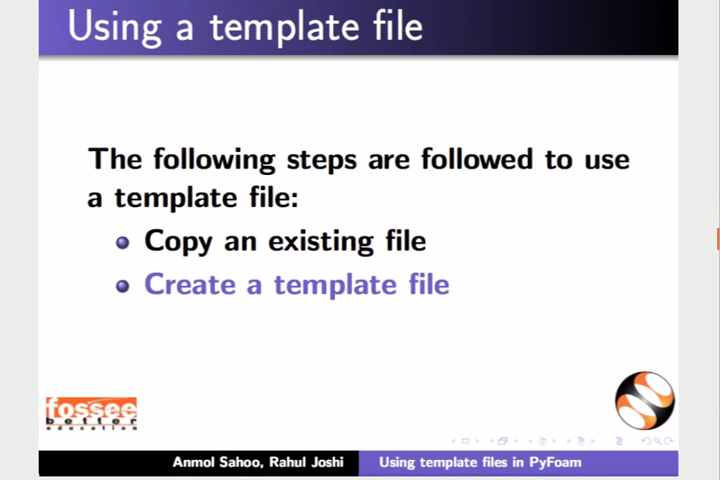 Using a template file
The following steps are followed to use
a template file:
Copy an existing file
Create a template file
fossee
better
education
Anmol Sahoo, Rahul Joshi
Using template files in PyFoam